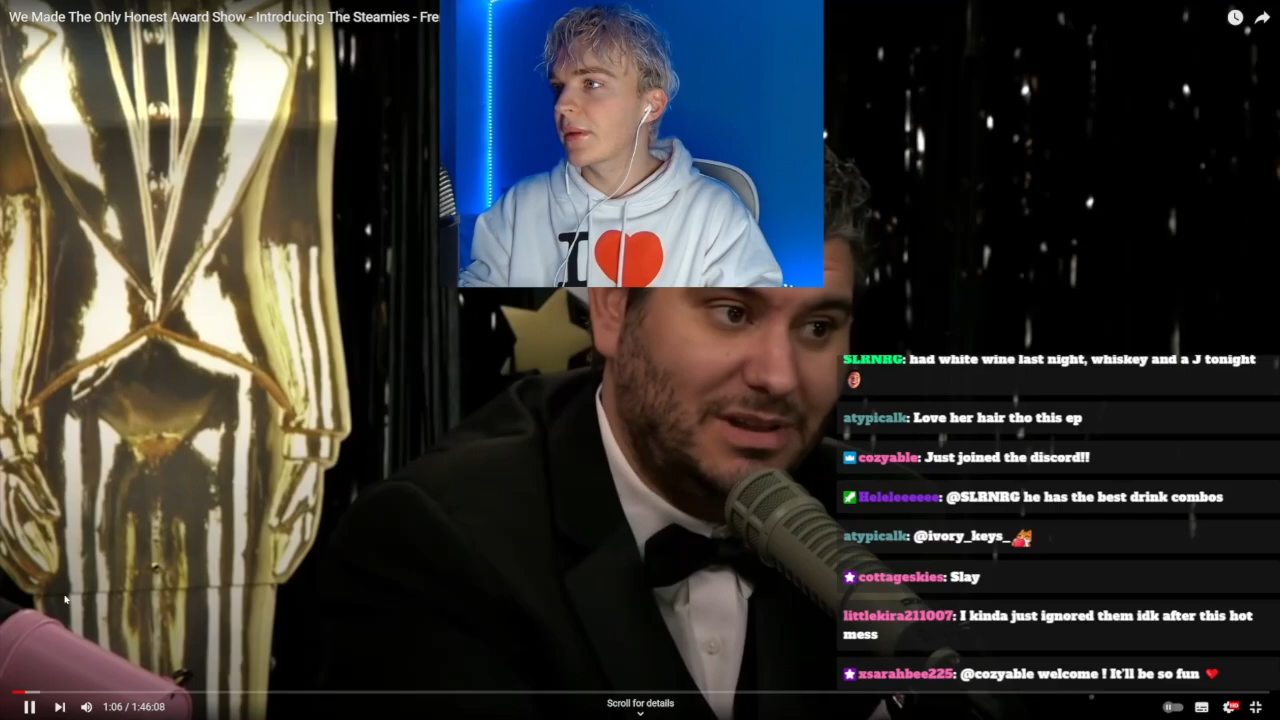 We Made The Only Honest Award Show - Introducing The Steamies - Fre
I
SLRNRG: had white wine last night, whiskey and a J tonight
atypicalk: Love her hair tho this ep
cozyable: Just joined the discord!!
Heleleeeeee: @SLRNRG he has the best drink combos
atypicalk: @ivory_keys_
cottageskies: Slay
littlekira211007: I kinda just ignored them idk after this hot
mess
xsarahbee225: @cozyable welcome ! It'll be so fun
1:06 / 1:46:08
Scroll for details
HD